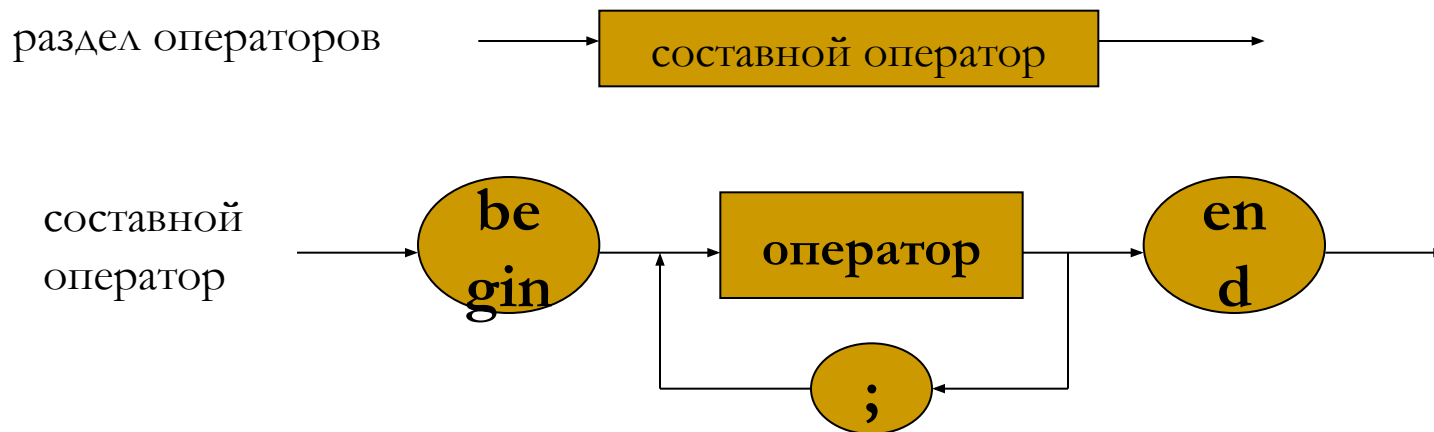 раздел операторов
составной оператор
составной
оператор
be
gin
оператор
en
d
;